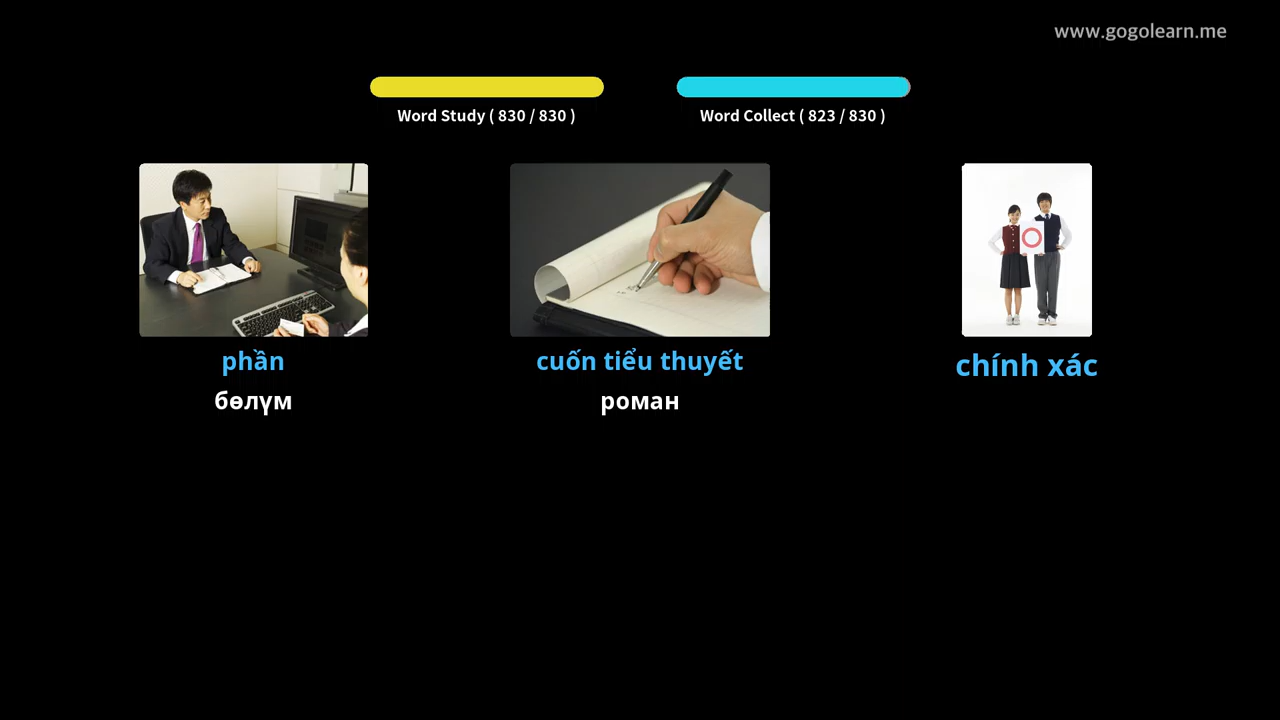 www.gogolearn.me
Word Study ( 830 / 830 )
Word Collect ( 823 / 830 )
phần
cuốn tiểu thuyết
chính xác
бөлүм
роман